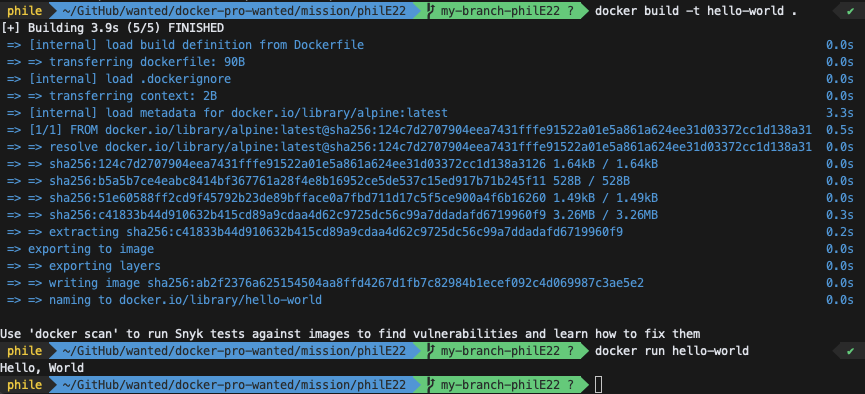 phile ~/GitHub/wanted/docker-pro-wanted/mission/philE22 my-branch-philE22 ? docker build -t hello-world . ✔
[+] Building 3.9s (5/5) FINISHED
=> [internal] load build definition from Dockerfile 0.0s
=> => transferring dockerfile: 90B 0.0s
=> [internal] load .dockerignore 0.0s
=> => transferring context: 2B 0.0s
=> [internal] load metadata for docker.io/library/alpine:latest 3.3s
=> [1/1] FROM docker.io/library/alpine:latest@sha256:124c7d2707904eea7431fffe91522a01e5a861a624ee31d03372cc1d138a31 0.5s
=> => resolve docker.io/library/alpine:latest@sha256:124c7d2707904eea7431fffe91522a01e5a861a624ee31d03372cc1d138a31 0.0s
=> => sha256:124c7d2707904eea7431fffe91522a01e5a861a624ee31d03372cc1d138a3126 1.64kB / 1.64kB 0.0s
=> => sha256:b5a5b7ce4eabc8414bf367761a28f4e8b16952ce5de537c15ed917b71b245f11 528B / 528B 0.0s
=> => sha256:51e60588ff2cd9f45792b23de89bfface0a7fbd711d17c5f5ce900a4f6b16260 1.49kB / 1.49kB 0.0s
=> => sha256:c41833b44d910632b415cd89a9cdaa4d62c9725dc56c99a7ddadafd6719960f9 3.26MB / 3.26MB 0.3s
=> => extracting sha256:c41833b44d910632b415cd89a9cdaa4d62c9725dc56c99a7ddadafd6719960f9 0.2s
=> exporting to image 0.0s
=> => exporting layers 0.0s
=> => writing image sha256:ab2f2376a625154504aa8ffd4267d1fb7c82984b1ecef092c4d069987c3ae5e2 0.0s
=> => naming to docker.io/library/hello-world 0.0s
Use 'docker scan' to run Snyk tests against images to find vulnerabilities and learn how to fix them
phile ~/GitHub/wanted/docker-pro-wanted/mission/philE22 my-branch-philE22 ? docker run hello-world ✔
Hello, World
phile ~/GitHub/wanted/docker-pro-wanted/mission/philE22 my-branch-philE22 ? ✔